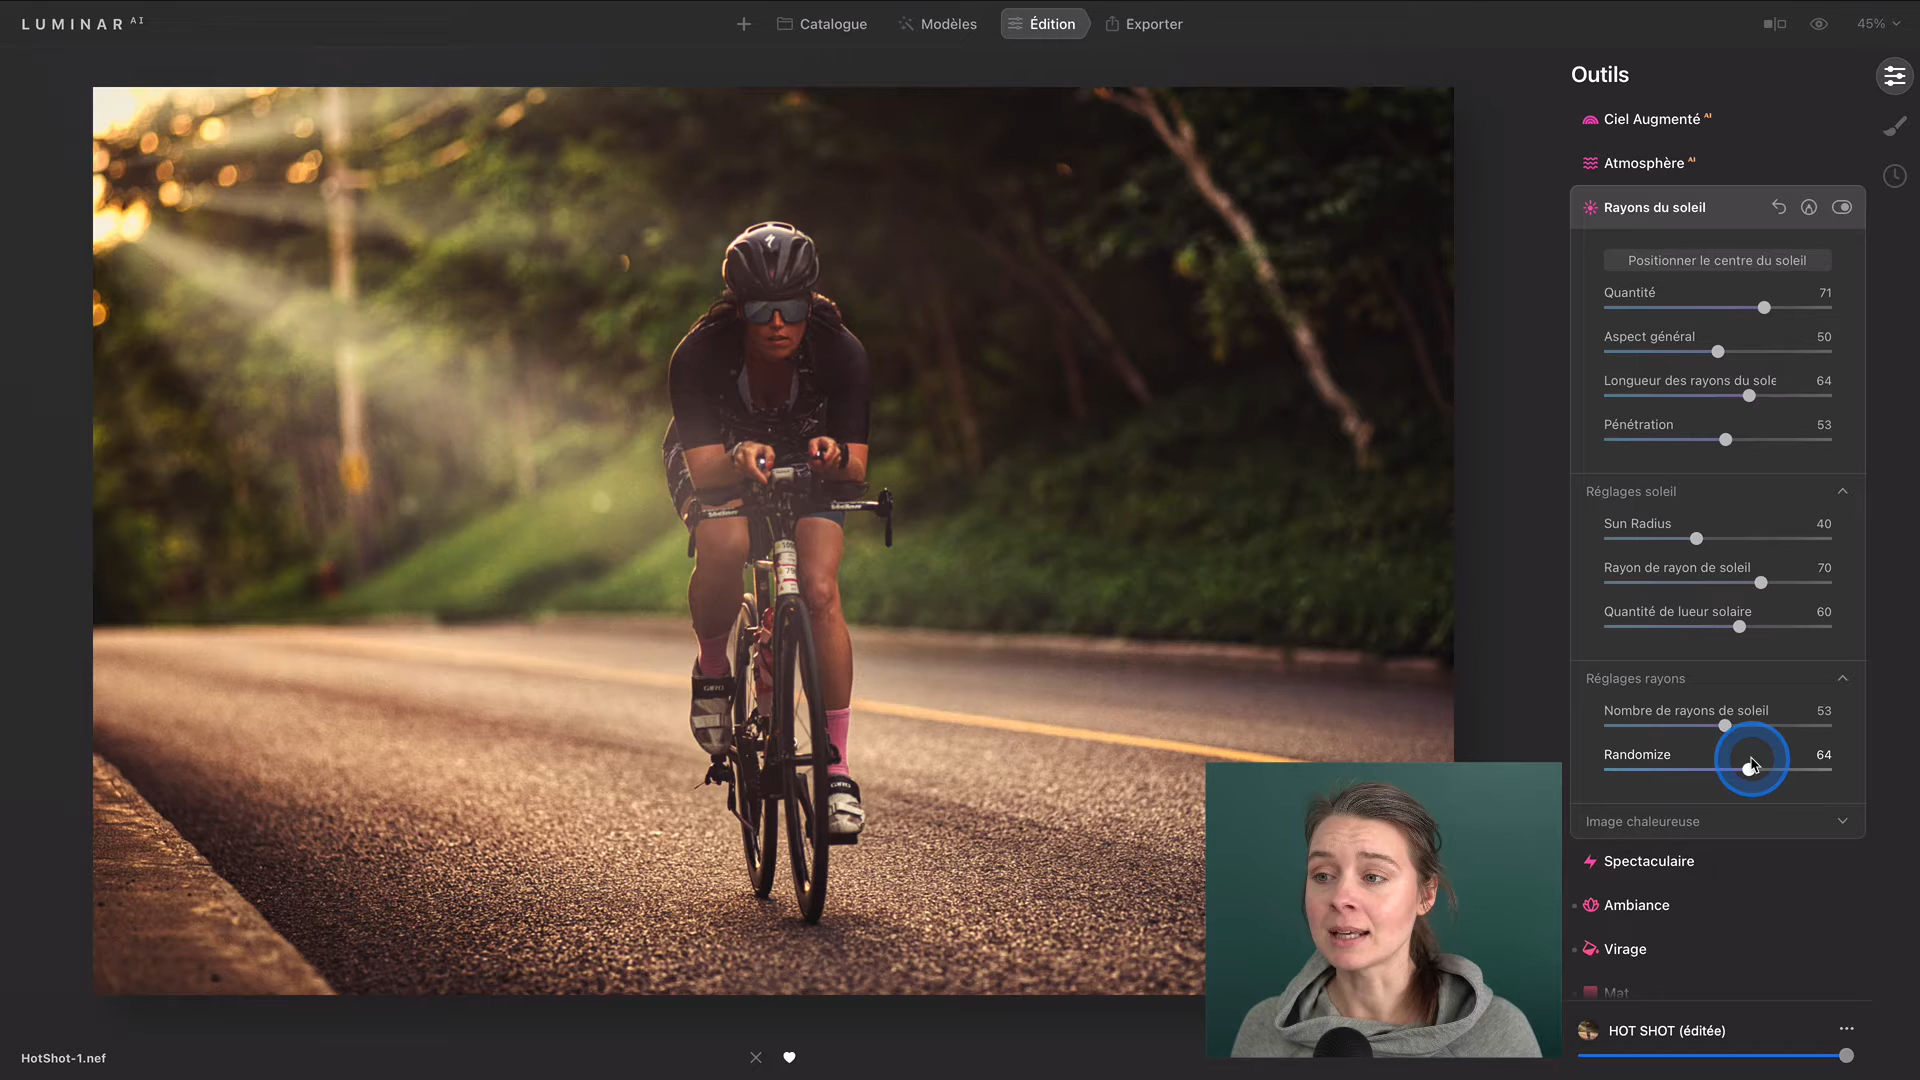 LUMINAR AI
Catalogue
Modèles
Édition
Exporter
45%
Outils
Ciel Augmenté AI
Atmosphère AI
Rayons du soleil
Positionner le centre du soleil
Quantité 71
Aspect général 50
Longueur des rayons du sole 64
Pénétration 53
Réglages soleil
Sun Radius 40
Rayon de rayon de soleil 70
Quantité de lueur solaire 60
Réglages rayons
Nombre de rayons de soleil 53
Randomize 64
Image chaleureuse
Spectaculaire
Ambiance
Virage
Mat
GIRO
HOT SHOT (éditée)
HotShot-1.nef